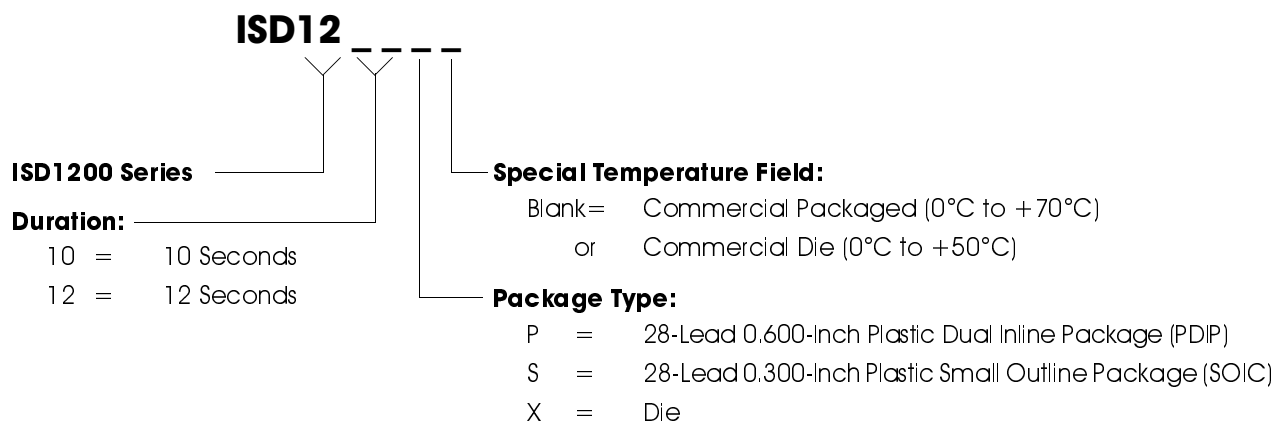 ISD12 _ _ _ _
ISD1200 Series
Duration:
10 = 10 Seconds
12 = 12 Seconds
Special Temperature Field:
Blank= Commercial Packaged (0°C to +70°C)
or Commercial Die (0°C to +50°C)
Package Type:
P = 28-Lead 0.600-Inch Plastic Dual Inline Package (PDIP)
S = 28-Lead 0.300-Inch Plastic Small Outline Package (SOIC)
X = Die